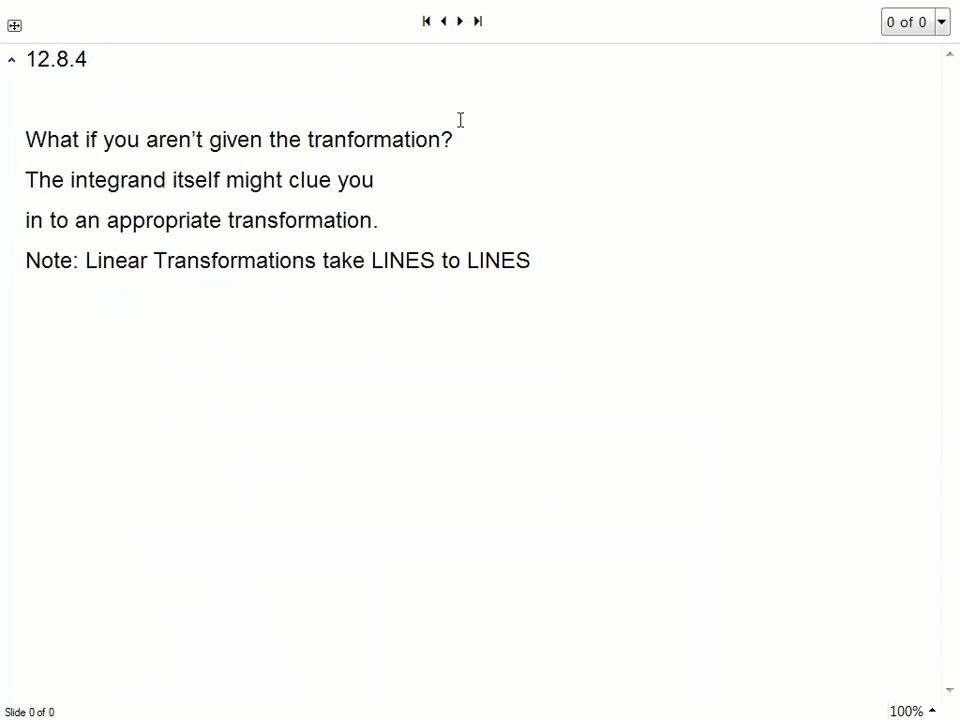 0 of 0
12.8.4
What if you aren't given the tranformation?
The integrand itself might clue you
in to an appropriate transformation.
Note: Linear Transformations take LINES to LINES
Slide 0 of 0
100%